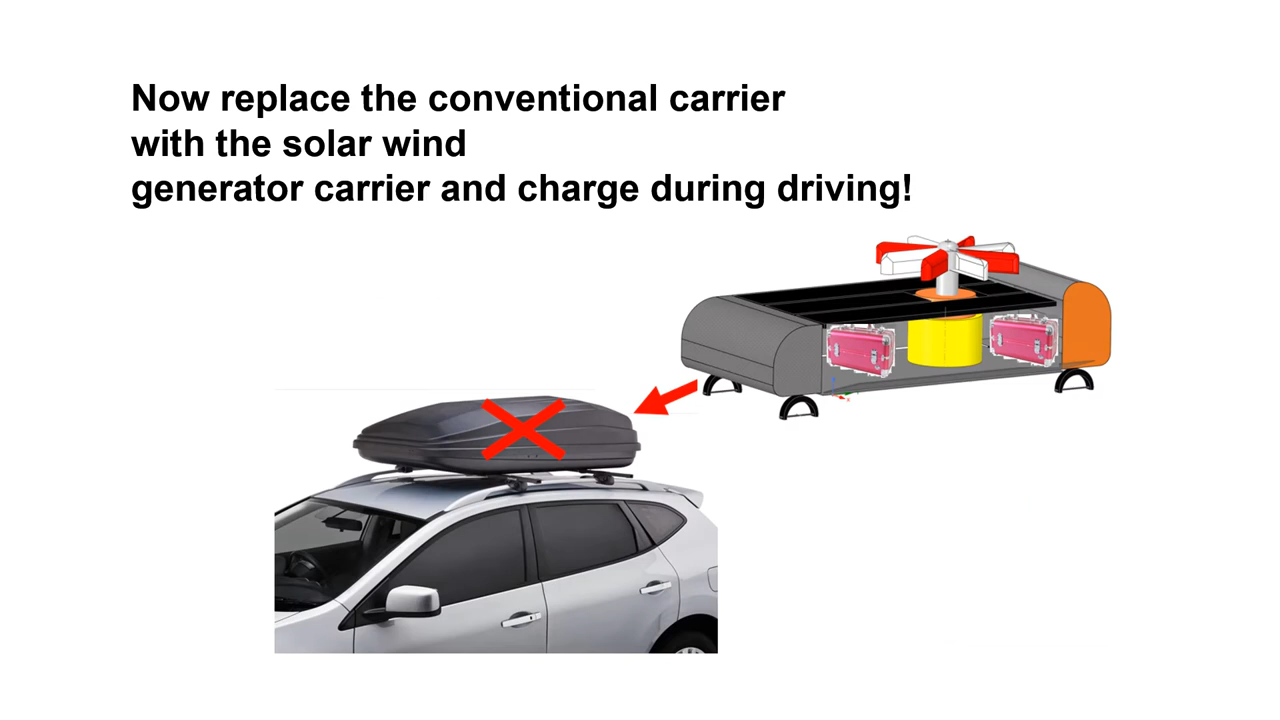 Now replace the conventional carrier
with the solar wind
generator carrier and charge during driving!